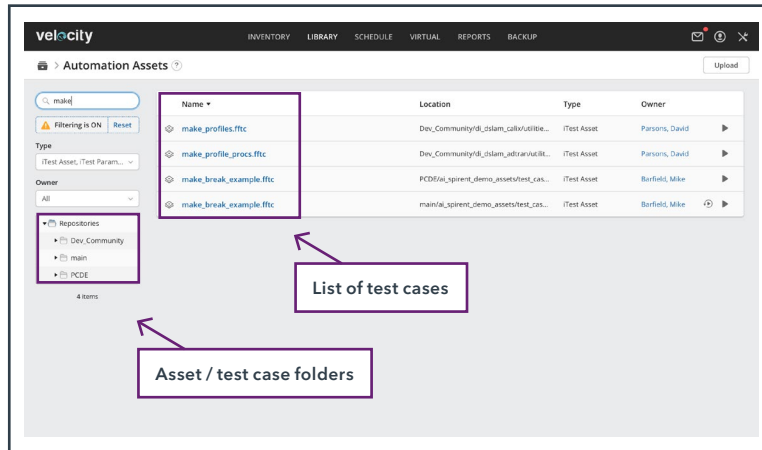 velocity
INVENTORY LIBRARY SCHEDULE VIRTUAL REPORTS BACKUP
> Automation Assets ?
Upload
make
Filtering is ON Reset
Type
iTest Asset, iTest Param...
Owner
All
Repositories
Dev_Community
main
PCDE
4 items
Name Location Type Owner
make_profiles.fftc Dev_Community/di_dslam_calix/utilitie... iTest Asset Parsons, David
make_profile_procs.fftc Dev_Community/di_dslam_adtran/utilit... iTest Asset Parsons, David
make_break_example.fftc PCDE/ai_spirent_demo_assets/test_cas... iTest Asset Barfield, Mike
make_break_example.fftc main/ai_spirent_demo_assets/test_cas... iTest Asset Barfield, Mike
List of test cases
Asset / test case folders